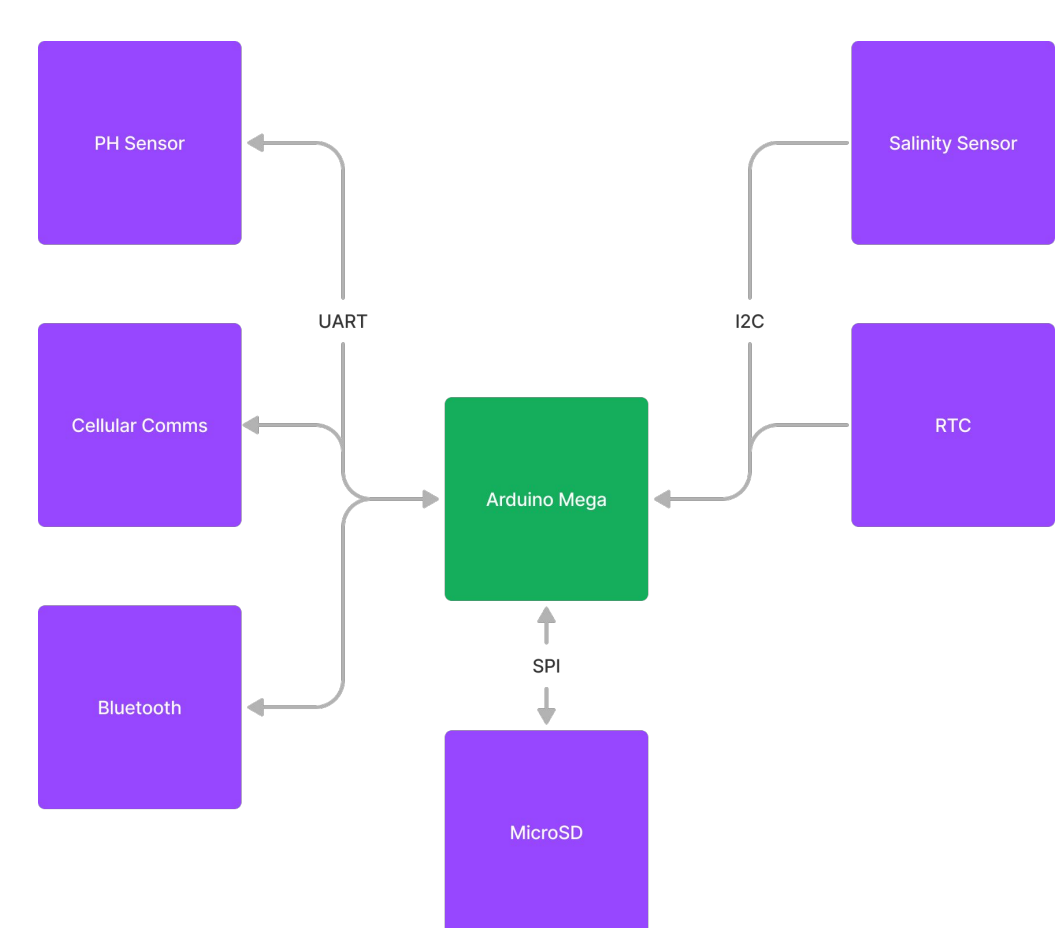 PH Sensor
Salinity Sensor
UART
I2C
Cellular Comms
RTC
Arduino Mega
SPI
Bluetooth
MicroSD